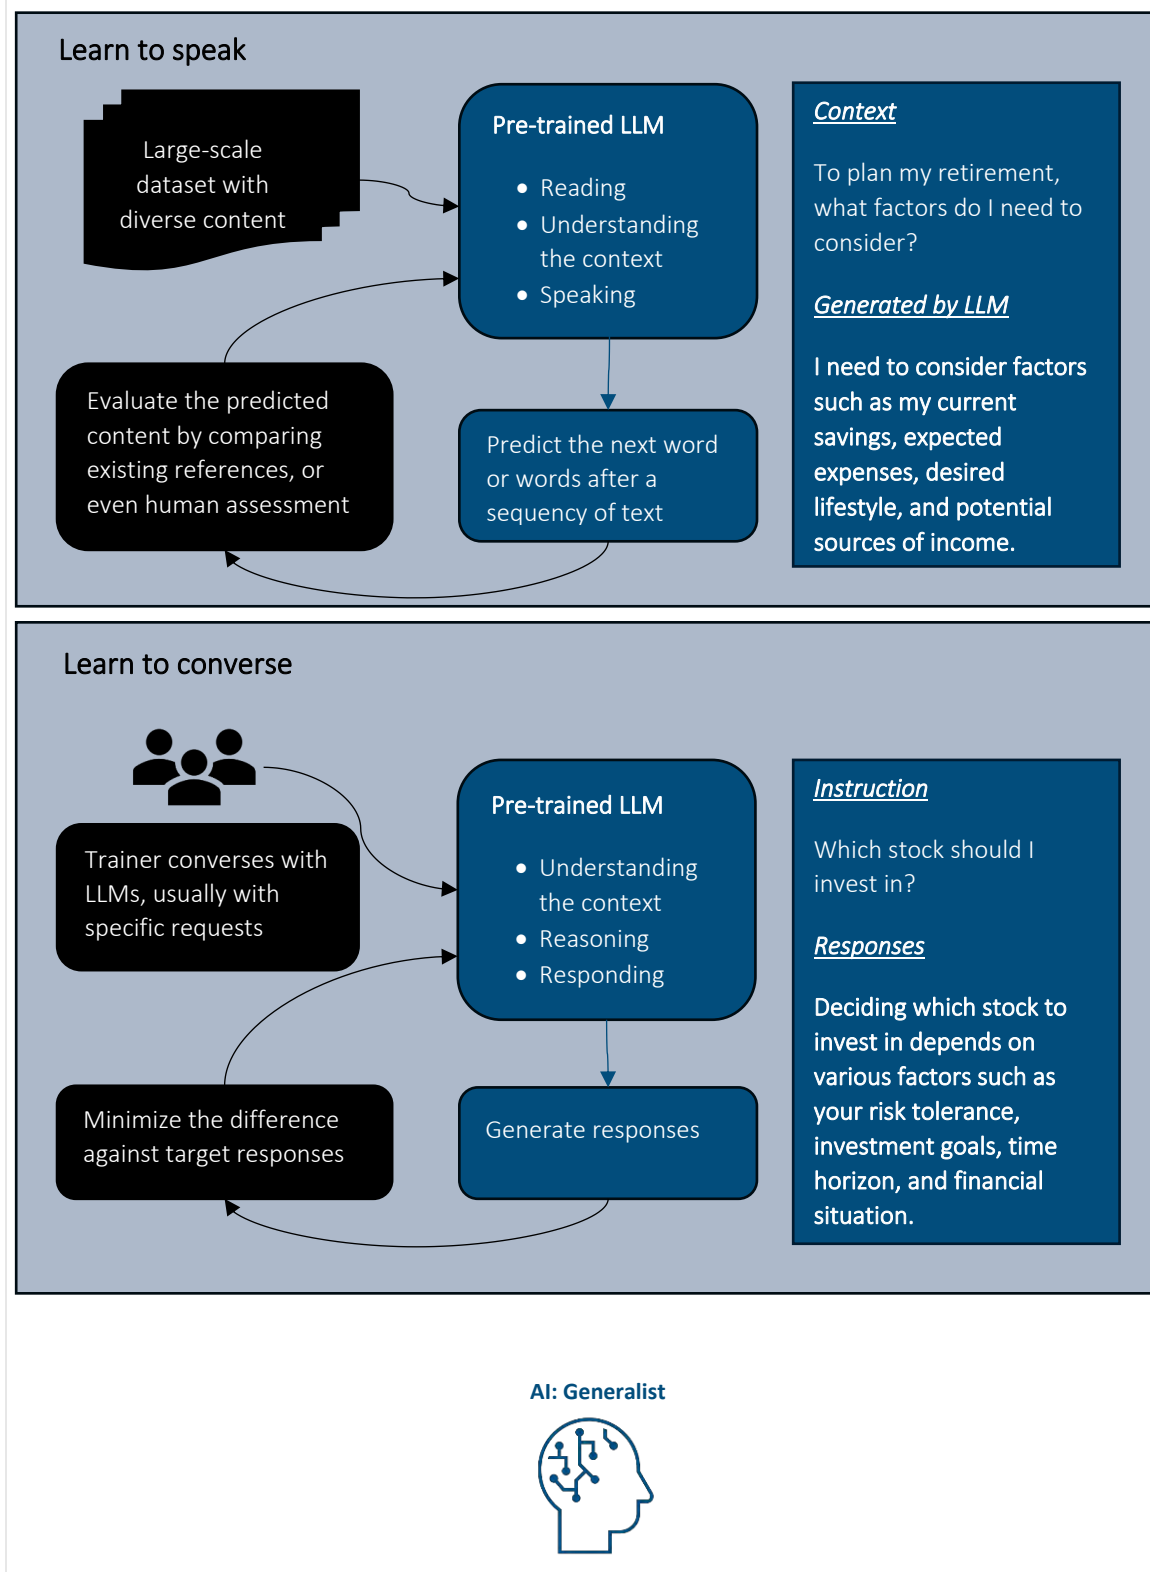 Learn to speak
Large-scale
dataset with
diverse content
Pre-trained LLM
• Reading
• Understanding
the context
• Speaking
Evaluate the predicted
content by comparing
existing references, or
even human assessment
Predict the next word
or words after a
sequency of text
Context
To plan my retirement,
what factors do I need to
consider?
Generated by LLM
I need to consider factors
such as my current
savings, expected
expenses, desired
lifestyle, and potential
sources of income.
Learn to converse
Trainer converses with
LLMs, usually with
specific requests
Pre-trained LLM
• Understanding
the context
• Reasoning
• Responding
Minimize the difference
against target responses
Generate responses
Instruction
Which stock should I
invest in?
Responses
Deciding which stock to
invest in depends on
various factors such as
your risk tolerance,
investment goals, time
horizon, and financial
situation.
AI: Generalist